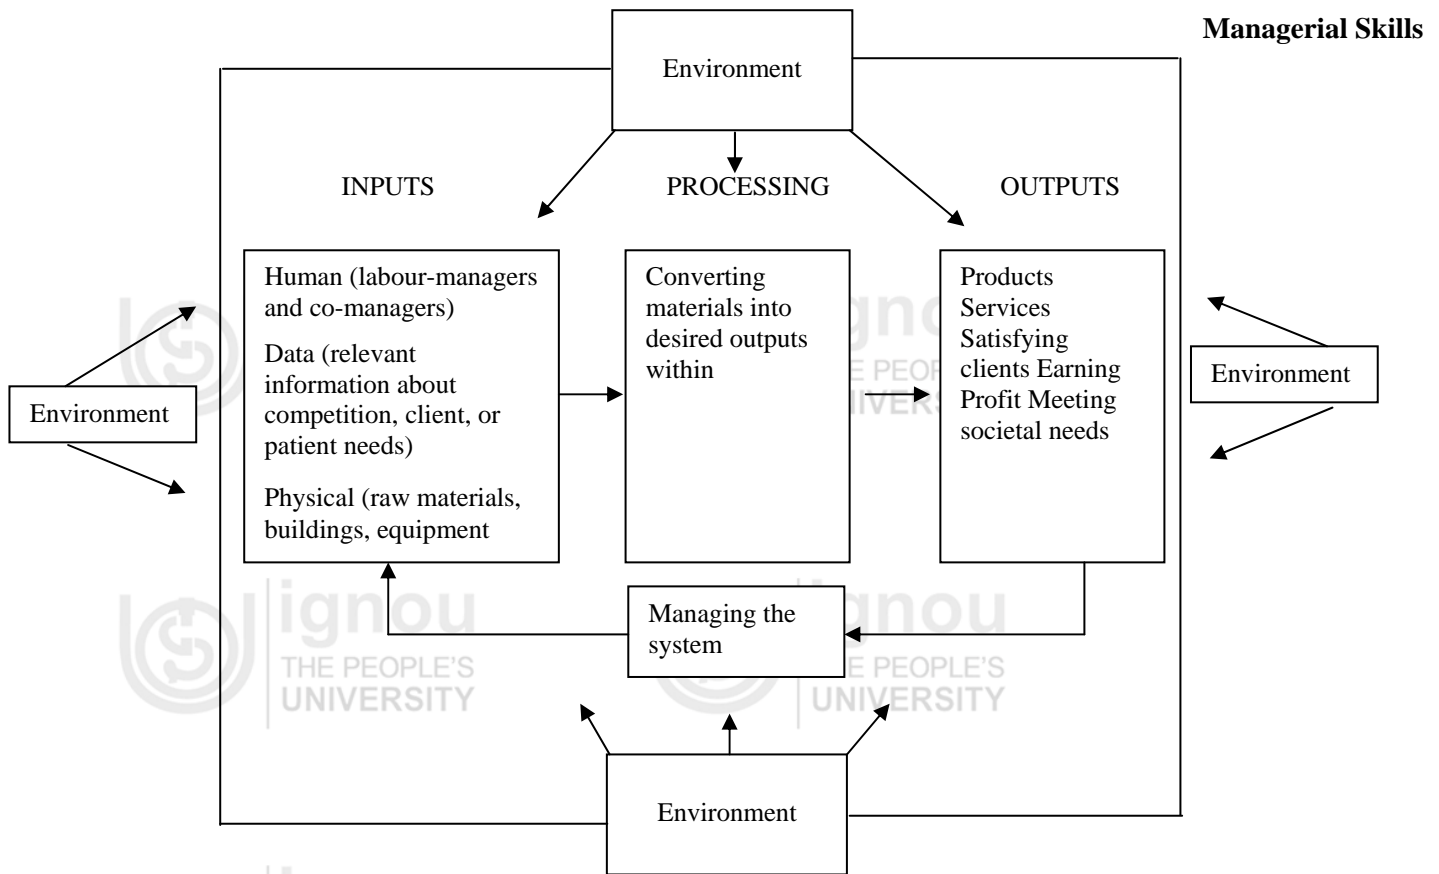 Managerial Skills
Environment
INPUTS
PROCESSING
OUTPUTS
Human (labour-managers
and co-managers)
Data (relevant
information about
competition, client, or
patient needs)
Physical (raw materials,
buildings, equipment
Converting
materials into
desired outputs
within
Products
Services
Satisfying
clients Earning
Profit Meeting
societal needs
Environment
Environment
Managing the
system
Environment
ignou
THE PEOPLE'S
UNIVERSITY
ignou
THE PEOPLE'S
UNIVERSITY